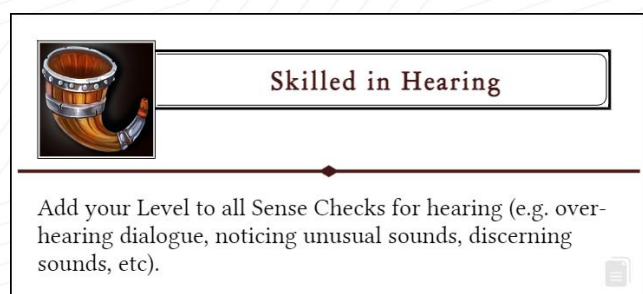 Skilled in Hearing
Add your Level to all Sense Checks for hearing (e.g. over-
hearing dialogue, noticing unusual sounds, discerning
sounds, etc).